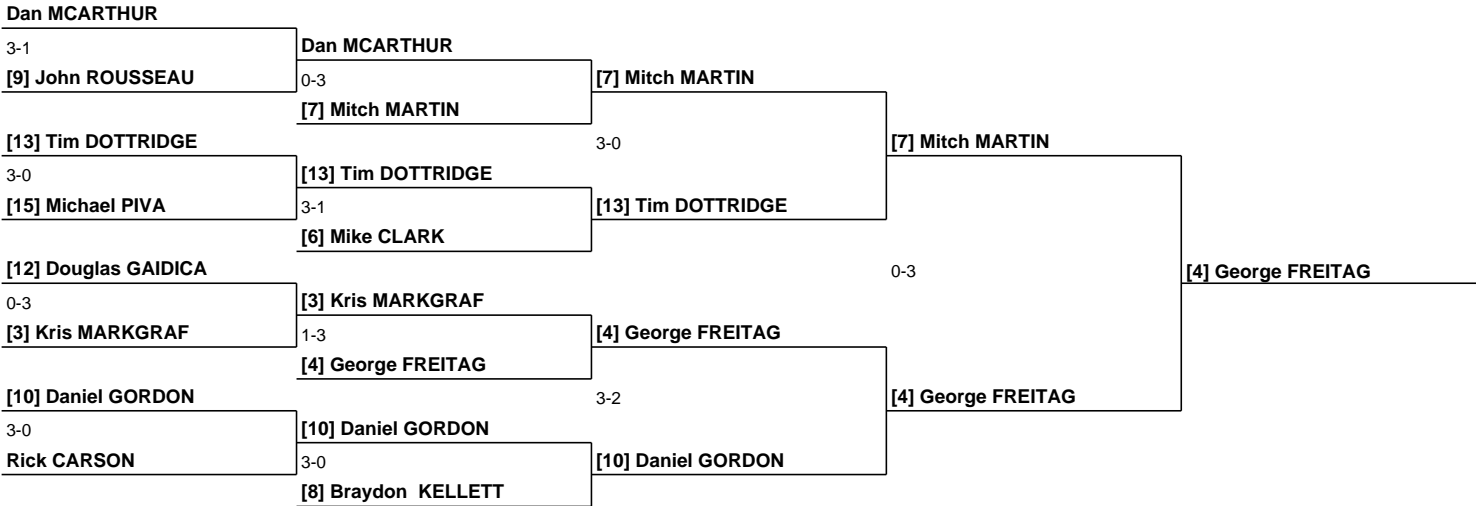 Dan MCARTHUR
3-1
[9] John ROUSSEAU
[13] Tim DOTTRIDGE
3-0
[15] Michael PIVA
[12] Douglas GAIDICA
0-3
[3] Kris MARKGRAF
[10] Daniel GORDON
3-0
Rick CARSON
Dan MCARTHUR
0-3
[7] Mitch MARTIN
[13] Tim DOTTRIDGE
3-1
[6] Mike CLARK
[3] Kris MARKGRAF
1-3
[4] George FREITAG
[10] Daniel GORDON
3-0
[8] Braydon  KELLETT
[7] Mitch MARTIN
3-0
[13] Tim DOTTRIDGE
[4] George FREITAG
3-2
[10] Daniel GORDON
[7] Mitch MARTIN
0-3
[4] George FREITAG
[4] George FREITAG